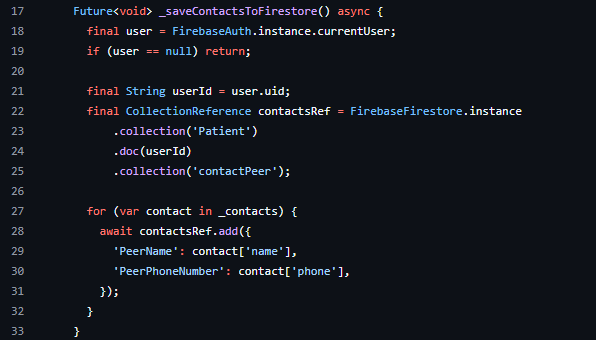 17 Future<void> _saveContactsToFirestore() async {
18 final user = FirebaseAuth.instance.currentUser;
19 if (user == null) return;
20
21 final String userId = user.uid;
22 final CollectionReference contactsRef = FirebaseFirestore.instance
23 .collection('Patient')
24 .doc(userId)
25 .collection('contactPeer');
26
27 for (var contact in _contacts) {
28 await contactsRef.add({
29 'PeerName': contact['name'],
30 'PeerPhoneNumber': contact['phone'],
31 });
32 }
33 }